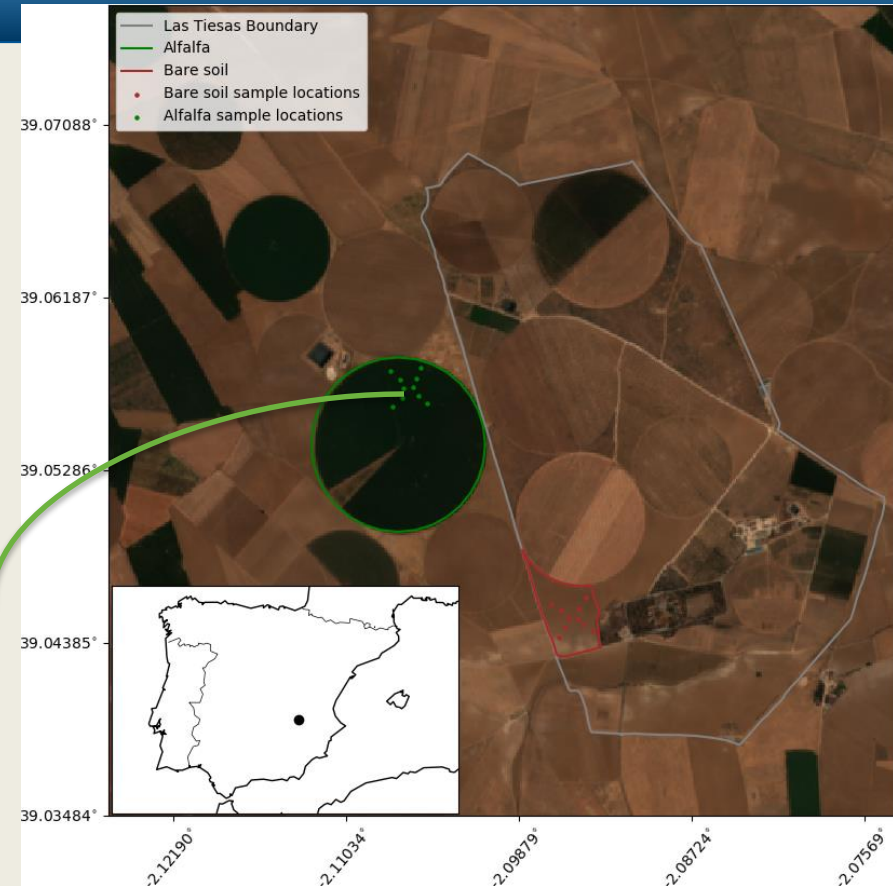 Las Tiesas Boundary
Alfalfa
Bare soil
Bare soil sample locations
Alfalfa sample locations
39.07088°
39.06187°
39.05286°
39.04385°
39.03484°
-2.12190°
-2.11034°
-2.09879°
-2.08724°
-2.07569°